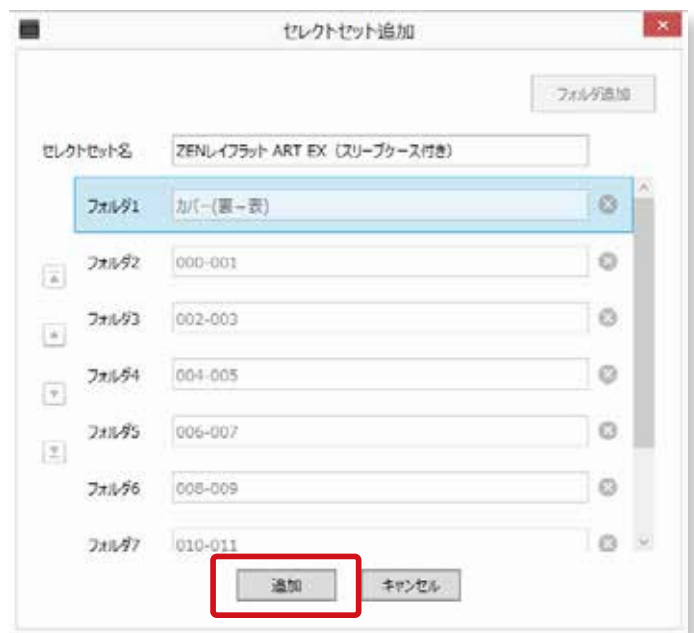 セレクトセット追加
フォルダ追加
セレクトセット名 ZENレイフラット ART EX（スリーブケース付き）
フォルダ1 カバー(裏－表)
フォルダ2 000-001
フォルダ3 002-003
フォルダ4 004-005
フォルダ5 006-007
フォルダ6 008-009
フォルダ7 010-011
追加 キャンセル